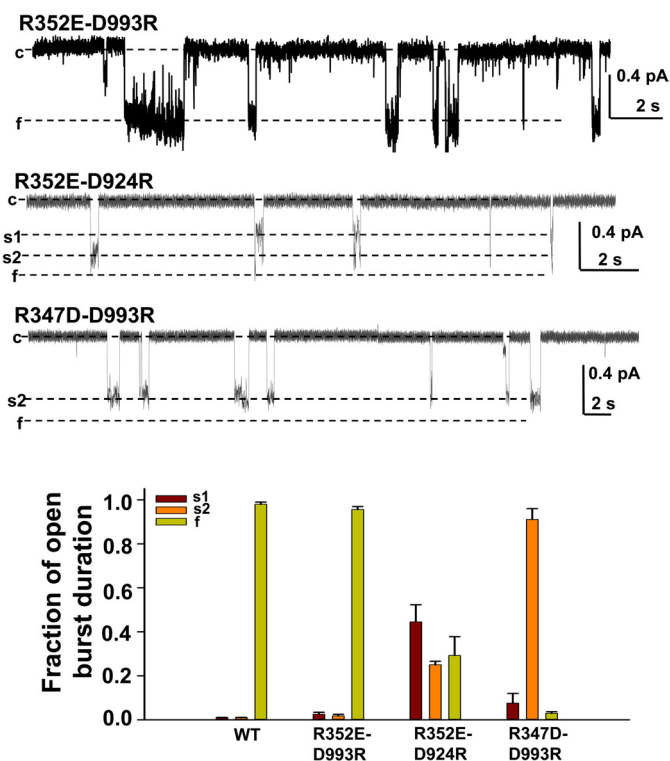 R352E-D993R
c
f
0.4 pA
2 s
R352E-D924R
c
s1
s2
f
0.4 pA
2 s
R347D-D993R
c
s2
f
0.4 pA
2 s
Fraction of open
burst duration
1.0
0.8
0.6
0.4
0.2
0.0
s1
s2
f
WT
R352E-
D993R
R352E-
D924R
R347D-
D993R